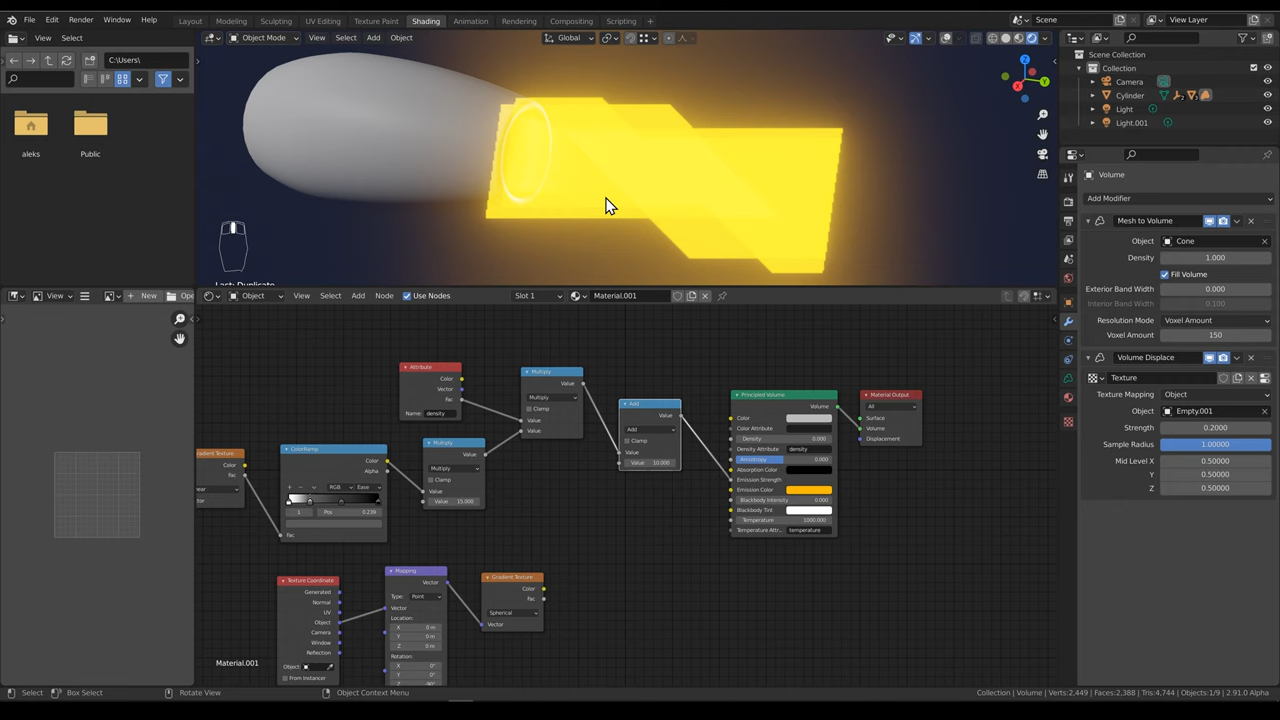 File Edit Render Window Help Layout Modeling Sculpting UV Editing Texture Paint Shading Animation Rendering Compositing Scripting + Scene View Layer
View Select C:\Users\ Object Mode View Select Add Object Global
aleks Public
Last: Duplicate
Scene Collection
Collection
Camera
Cylinder
Light
Light.001
Volume
Add Modifier
Mesh to Volume
Object Cone
Density 1.000
Fill Volume
Exterior Band Width 0.000
Interior Band Width 0.100
Resolution Mode Voxel Amount
Voxel Amount 150
Volume Displace
Texture
Texture Mapping Object
Object Empty.001
Strength 0.2000
Sample Radius 1.00000
Mid Level X 0.50000
Y 0.50000
Z 0.50000
View New Ope Object View Select Add Node Use Nodes Slot 1 Material.001
Attribute
Color
Vector
Fac
Name: density
Multiply
Value
Multiply
Clamp
Value
Value
Add
Value
Add
Clamp
Value
Value 10.000
Principled Volume
Volume
Color
Color Attribute
Density 0.000
Density Attribute density
Anisotropy 0.000
Absorption Color
Emission Strength
Emission Color
Blackbody Intensity 0.000
Blackbody Tint
Temperature 1000.000
Temperature Attr.. temperature
Material Output
All
Surface
Volume
Displacement
radient Texture
Color
Fac
near
ColorRamp
Color
Alpha
+ −
RGB Ease
1 Pos 0.239
Fac
Multiply
Value
Multiply
Clamp
Value
Value 15.000
Texture Coordinate
Generated
Normal
UV
Object
Camera
Window
Reflection
Object:
From Instancer
Mapping
Vector
Type: Point
Vector
Location:
X 0 m
Y 0 m
Z 0 m
Rotation:
X 0°
Y 0°
Gradient Texture
Color
Fac
Spherical
Vector
Material.001
Select Box Select Rotate View Object Context Menu Collection | Volume | Verts:2,449 | Faces:2,388 | Tris:4,744 | Objects:1/9 | 2.91.0 Alpha